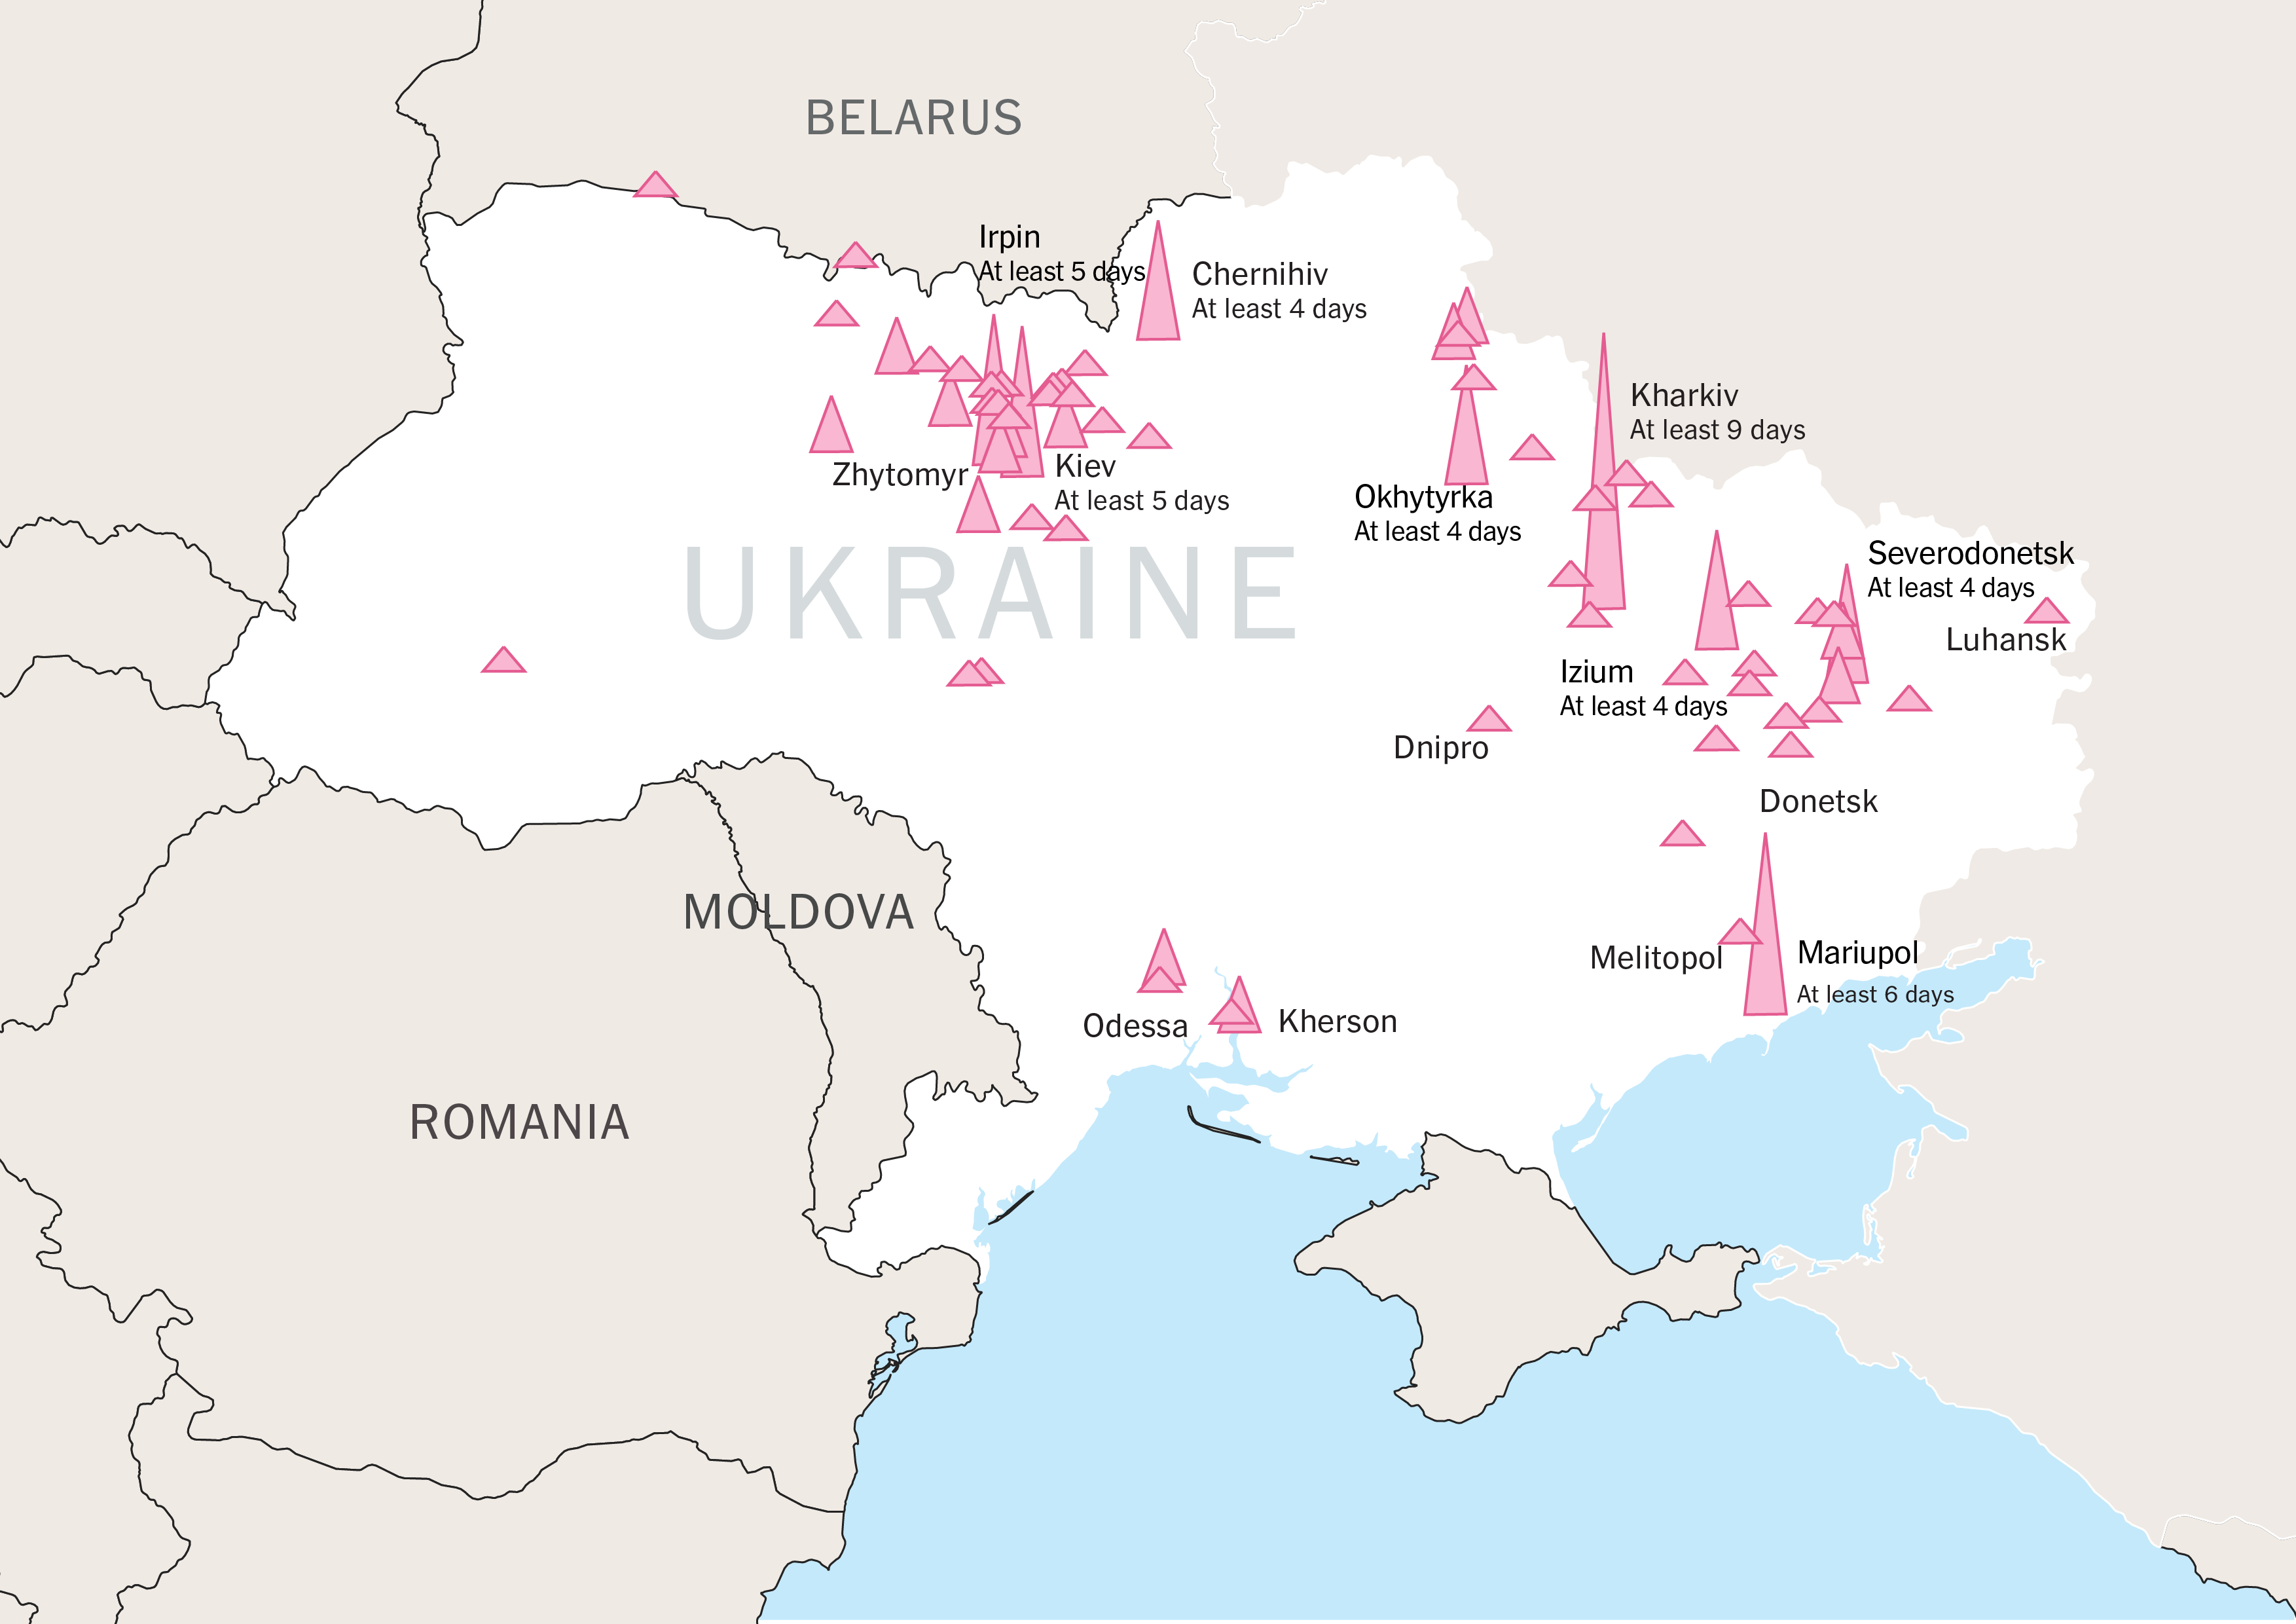 BELARUS
Irpin
At least 5 days
Chernihiv
At least 4 days
Kharkiv
At least 9 days
Zhytomyr
Kiev
At least 5 days
Okhytyrka
At least 4 days
UKRAINE
Severodonetsk
At least 4 days
Luhansk
Izium
At least 4 days
Dnipro
Donetsk
MOLDOVA
Melitopol
Mariupol
At least 6 days
Odessa
Kherson
ROMANIA